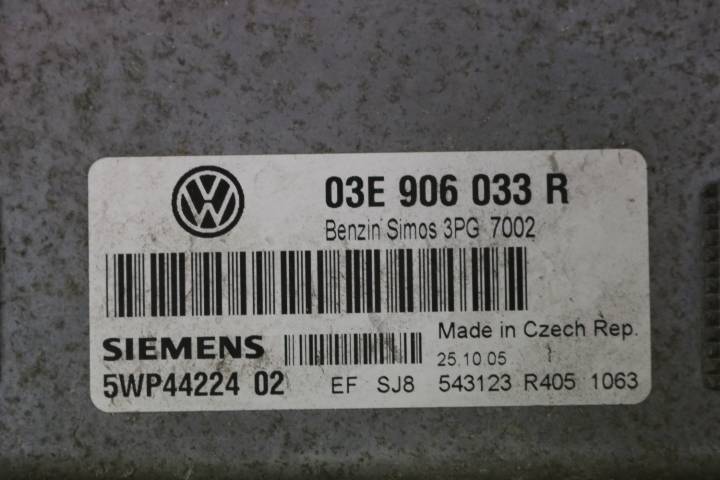 03E 906 033 R
Benzin Simos 3PG 7002
SIEMENS
Made in Czech Rep.
25.10.05
5WP44224 02 EF SJ8 543123 R405 1063